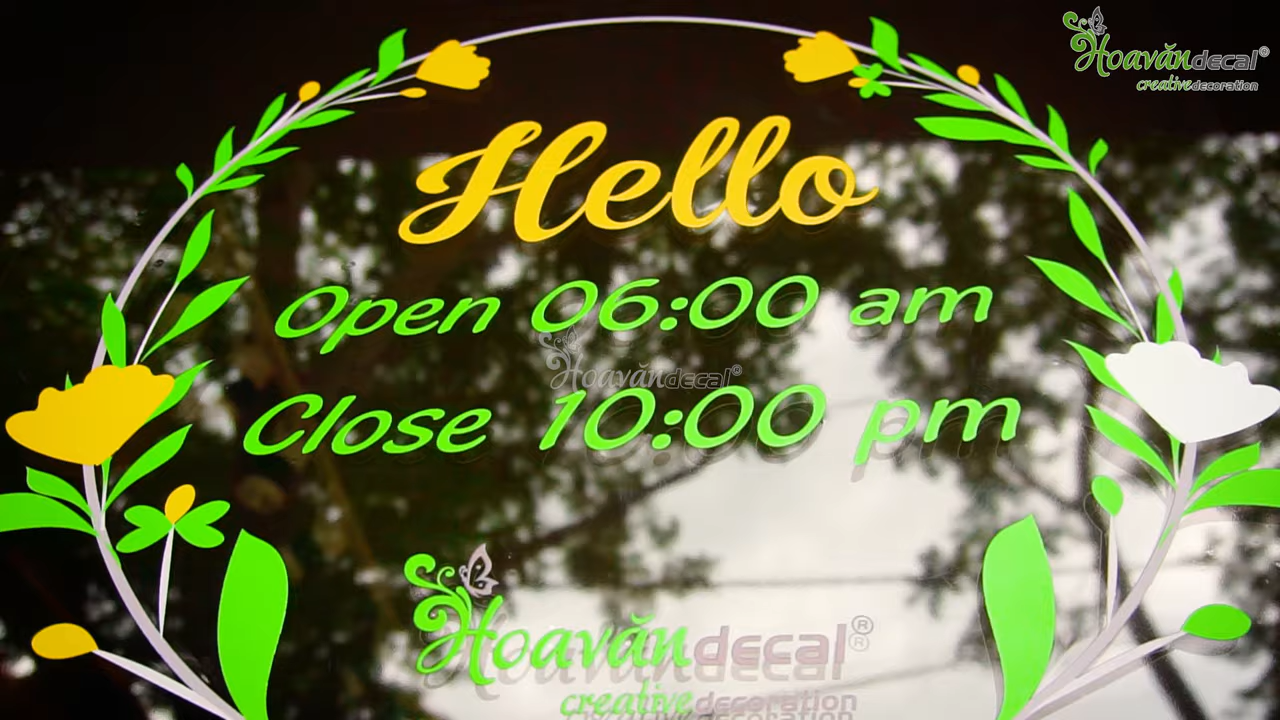 Hoavăndecal®
creativedecoration
Hello
Open 06:00 am
Hoavăndecal®
Close 10:00 pm
Hoavăndecal®
creativedecoration